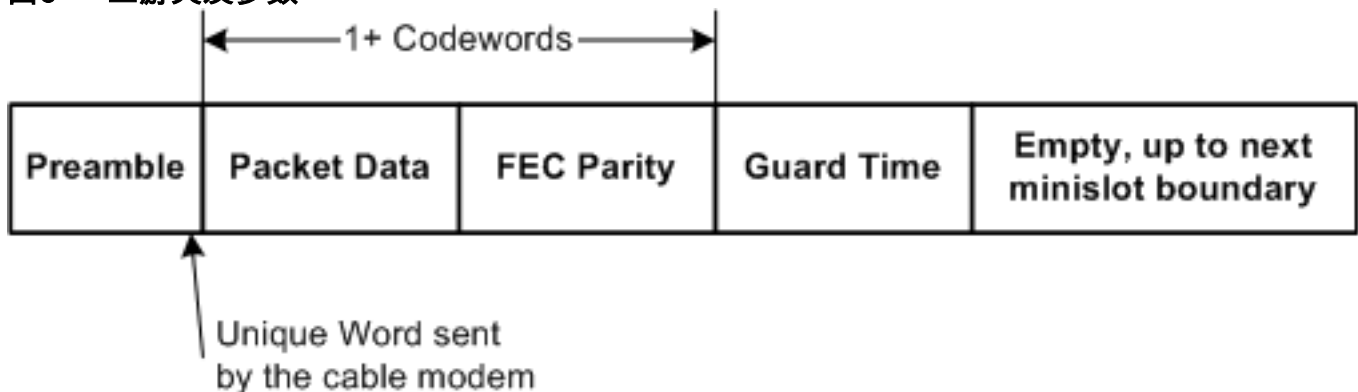 1+ Codewords
Preamble
Packet Data
FEC Parity
Guard Time
Empty, up to next
minislot boundary
Unique Word sent
by the cable modem